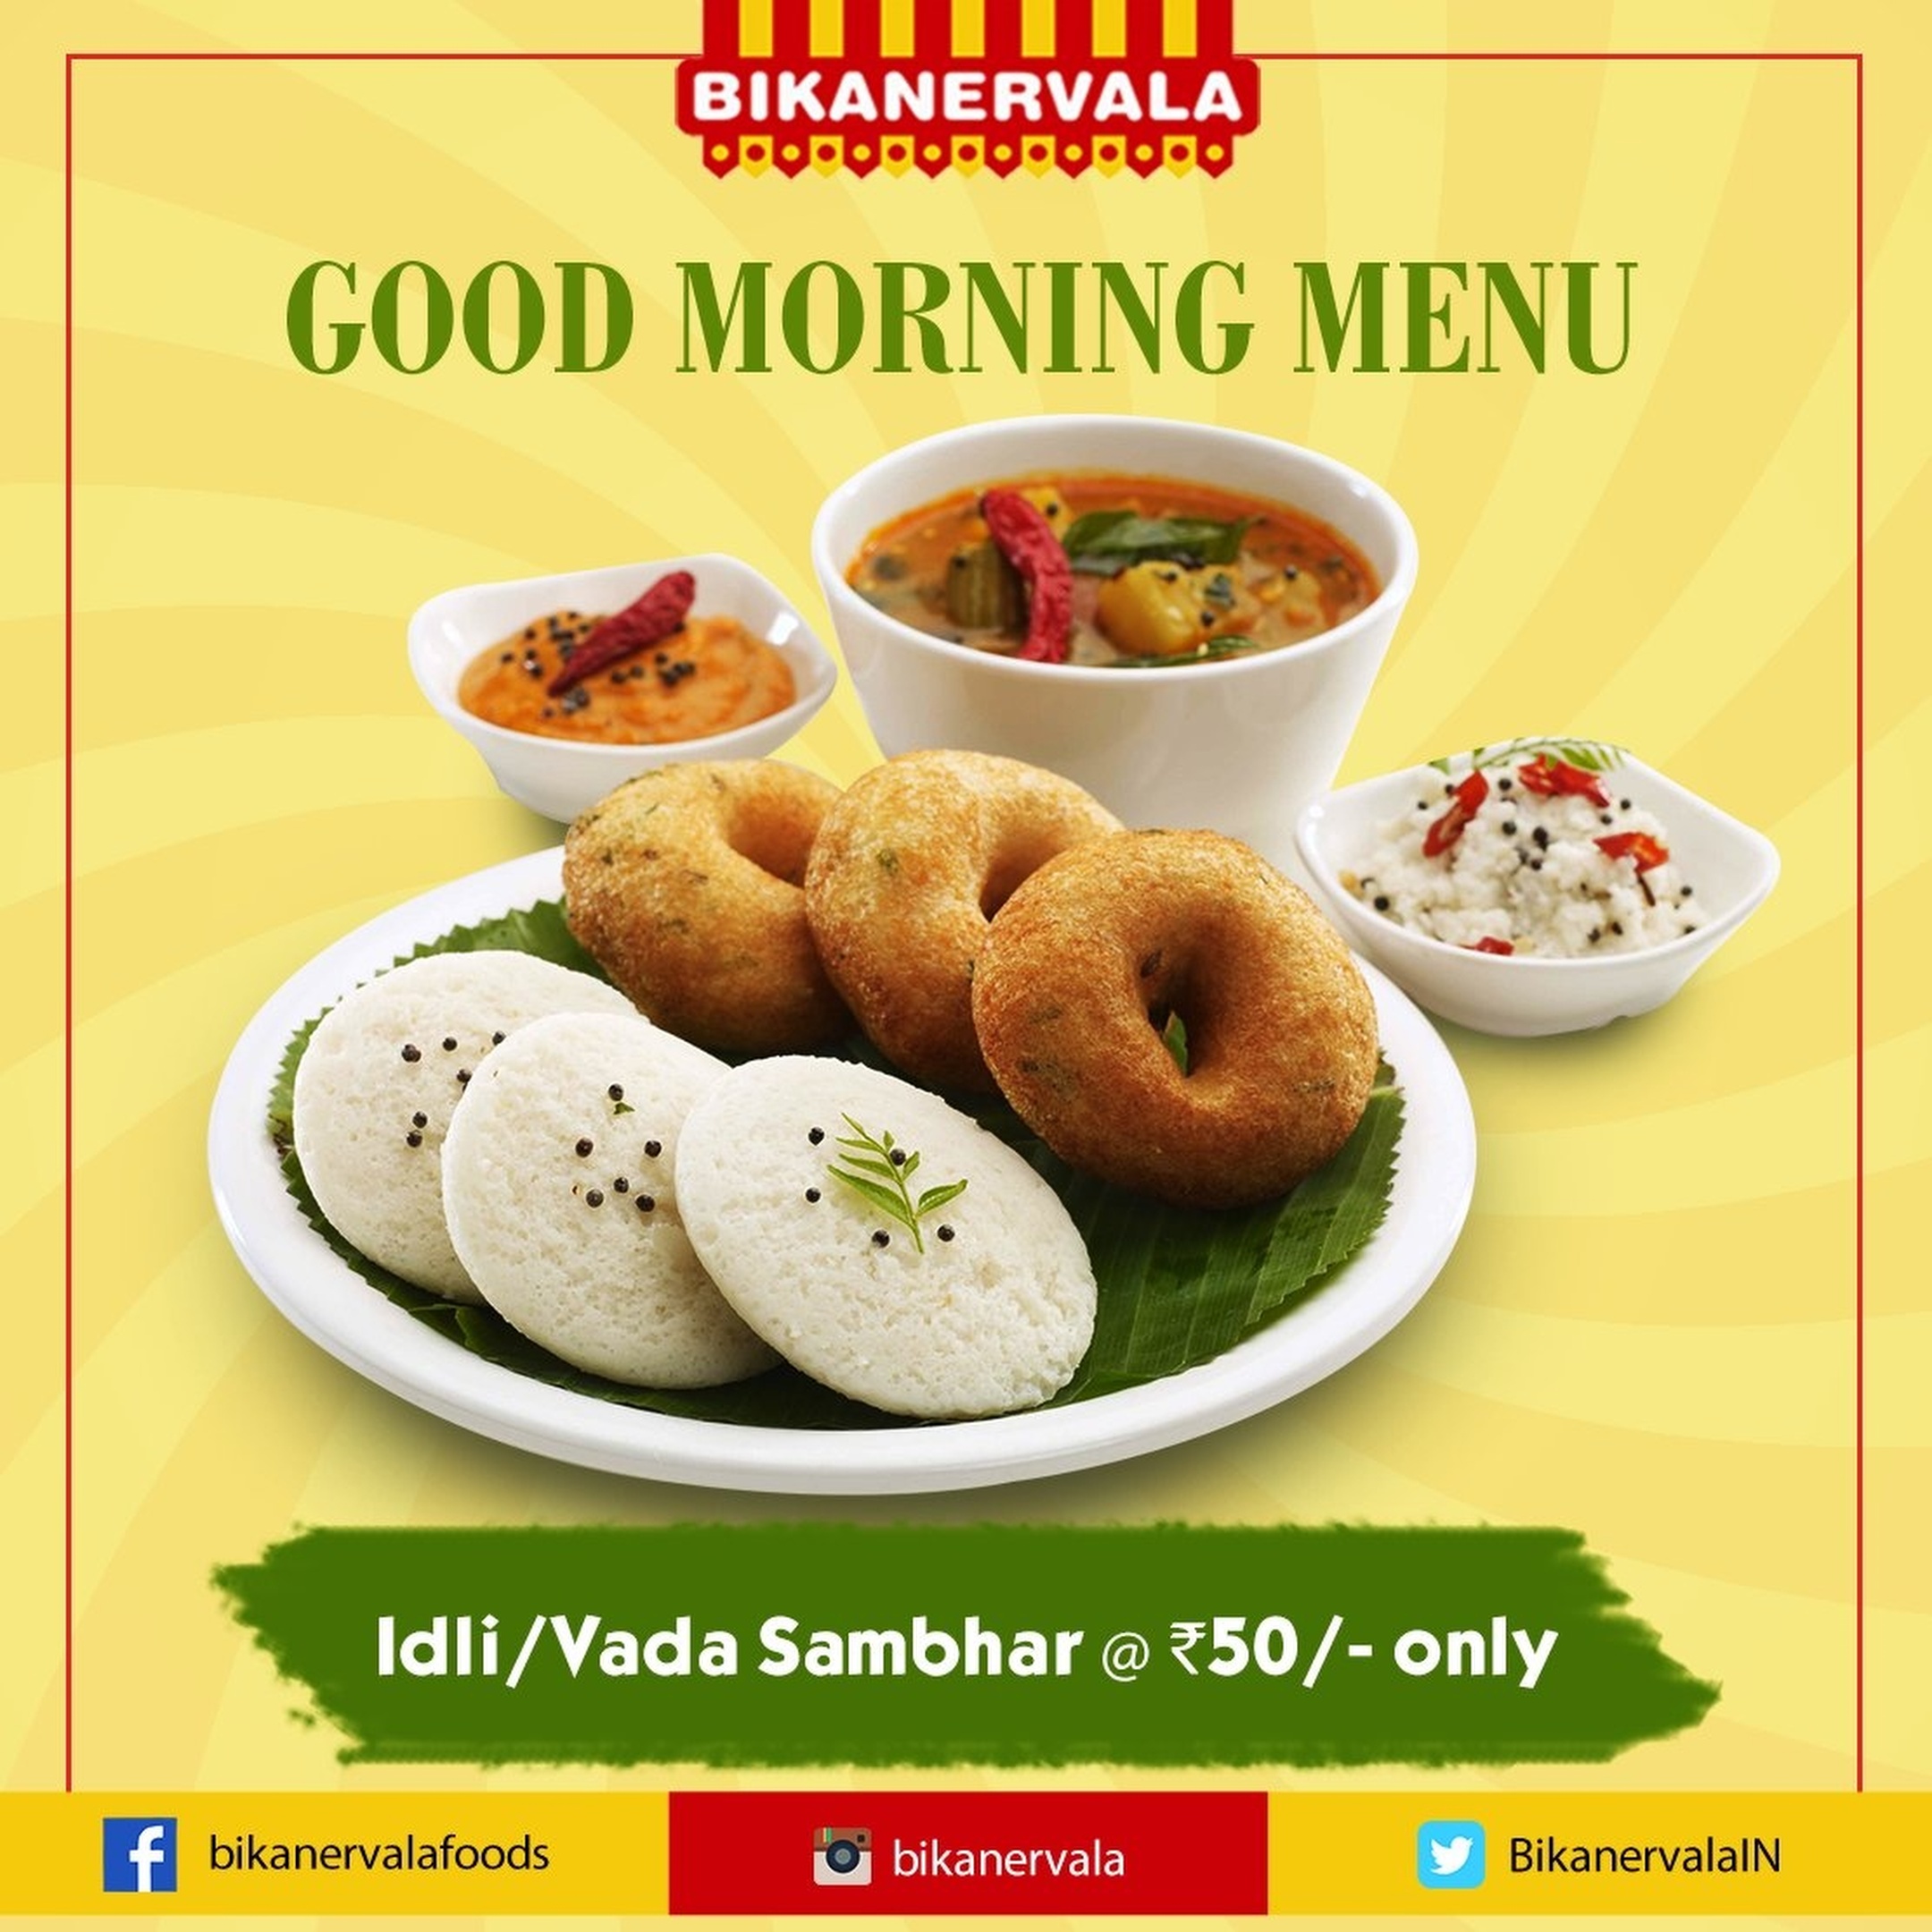 BIKANERVALA
GOOD MORNING MENU
Idli/Vada Sambhar @ ₹50/- only
bikanervalafoods
bikanervala
BikanervalaIN